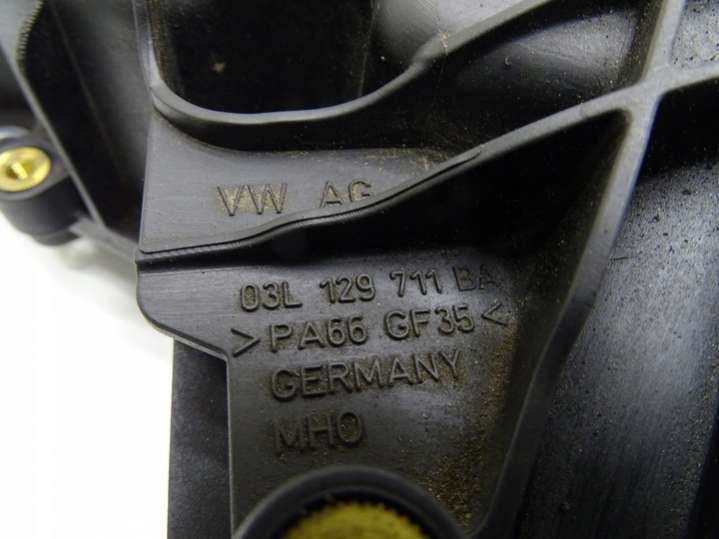 VW AG
03L 129 711 BA
>PA66 GF35<
GERMANY
MHO